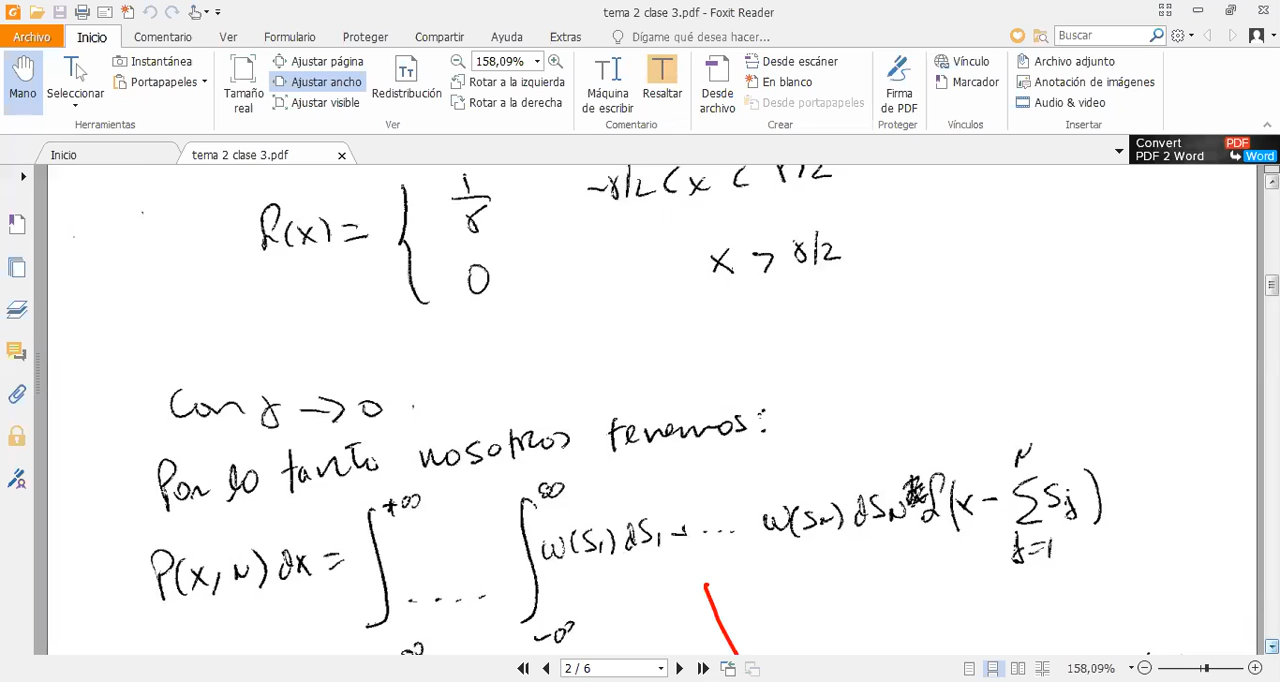 tema 2 clase 3.pdf - Foxit Reader
Archivo Inicio Comentario Ver Formulario Proteger Compartir Ayuda Extras Dígame qué desea hacer... Buscar
Mano
Seleccionar
Instantánea
Portapapeles
Herramientas
Tamaño real
Ajustar página
Ajustar ancho
Ajustar visible
Redistribución
158,09%
Rotar a la izquierda
Rotar a la derecha
Ver
Máquina de escribir
Resaltar
Comentario
Desde archivo
Desde escáner
En blanco
Desde portapapeles
Crear
Firma de PDF
Proteger
Vínculo
Marcador
Vínculos
Archivo adjunto
Anotación de imágenes
Audio & video
Insertar
Inicio
tema 2 clase 3.pdf
Convert
PDF 2 Word
PDF
Word
-γ/2 < x < γ/2
δ(x) = { 1/γ
0 x > γ/2
Con γ → 0
Por lo tanto nosotros tenemos:
P(x,N)dx = ∫_{-∞}^{+∞} .... ∫_{-∞}^{∞} w(s1)ds1 ... w(sN)dsN δ(x - Σ_{j=1}^{N} sj)
2 / 6
158,09%